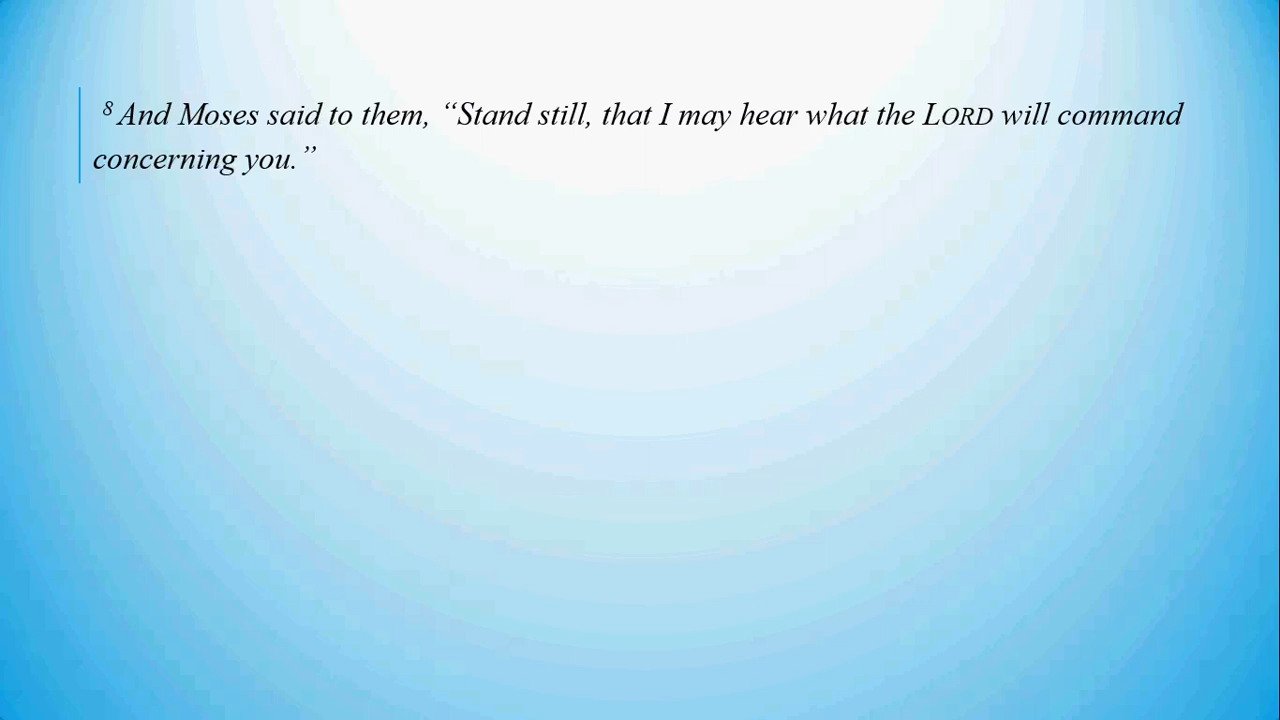 ⁸ And Moses said to them, “Stand still, that I may hear what the LORD will command
concerning you.”